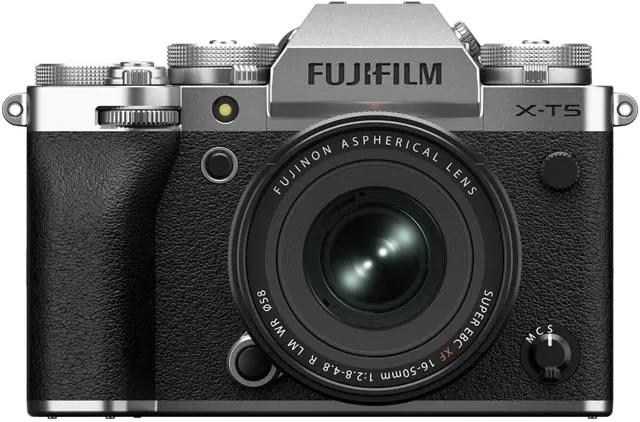 FUJIFILM
X-T5
FUJINON ASPHERICAL LENS
SUPER EBC XF 16-50mm 1:2.8-4.8 R LM WR ø58
M C S